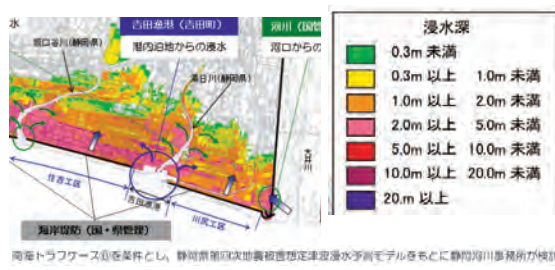 水
吉田漁港（吉田町）
港内泊地からの浸水
河川（国管
河口からの
坂口谷川(静岡県)
湯日川(静岡県)
大井川
住吉工区
吉田漁港
川尻工区
海岸堤防（国・県管理）
浸水深
0.3m 未満
0.3m 以上 1.0m 未満
1.0m 以上 2.0m 未満
2.0m 以上 5.0m 未満
5.0m 以上 10.0m 未満
10.0m 以上 20.0m 未満
20.m 以上
南海トラフケース⑥を条件とし、静岡県第四次地震被害想定津波浸水予測モデルをもとに静岡河川事務所が検